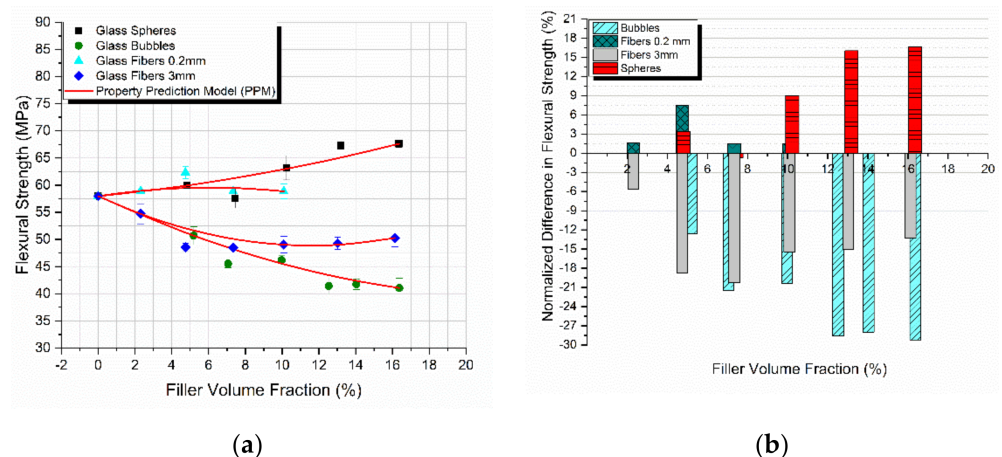 90
85
80
75
70
65
60
55
50
45
40
35
30
Flexural Strength (MPa)
Glass Spheres
Glass Bubbles
Glass Fibers 0.2mm
Glass Fibers 3mm
Property Prediction Model (PPM)
-2 0 2 4 6 8 10 12 14 16 18 20
Filler Volume Fraction (%)
(a)
21
18
15
12
9
6
3
0
-3
-6
-9
-12
-15
-18
-21
-24
-27
-30
Normalized Difference in Flexural Strength (%)
Bubbles
Fibers 0.2 mm
Fibers 3mm
Spheres
2 4 6 8 10 12 14 16 18 20
Filler Volume Fraction (%)
(b)